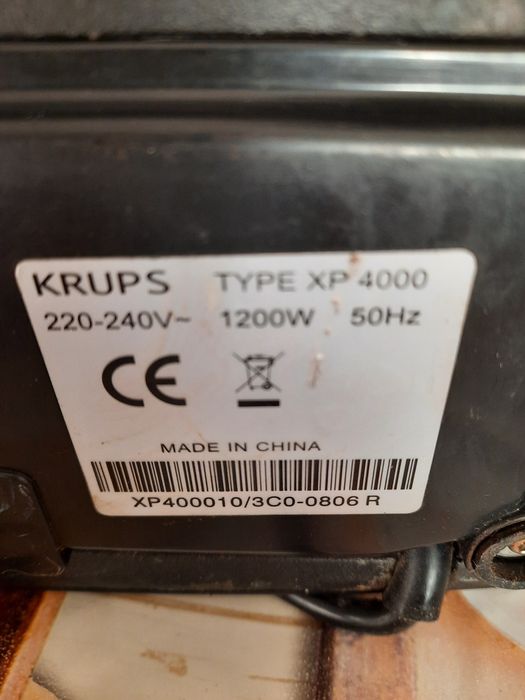 KRUPS TYPE XP 4000
220-240V~ 1200W 50Hz
CE
MADE IN CHINA
XP400010/3C0-0806 R